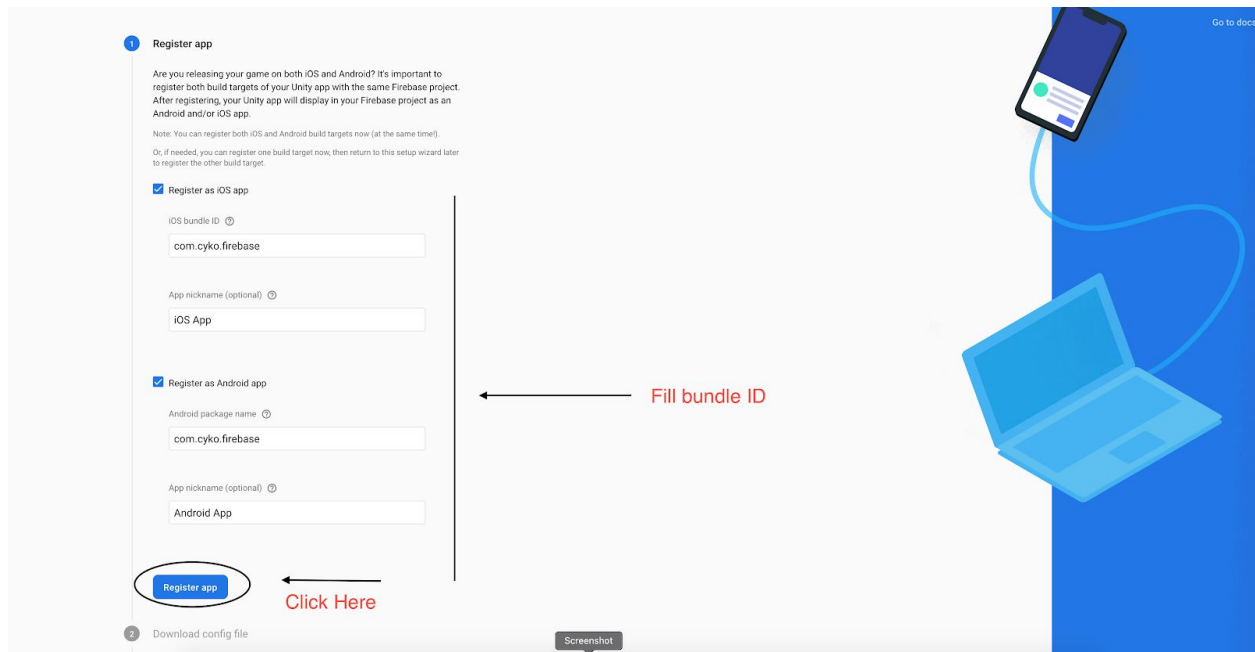 Go to docs
1 Register app
Are you releasing your game on both iOS and Android? It's important to
register both build targets of your Unity app with the same Firebase project.
After registering, your Unity app will display in your Firebase project as an
Android and/or iOS app.
Note: You can register both iOS and Android build targets now (at the same time!).
Or, if needed, you can register one build target now, then return to this setup wizard later
to register the other build target.
Register as iOS app
iOS bundle ID
com.cyko.firebase
App nickname (optional)
iOS App
Register as Android app
Fill bundle ID
Android package name
com.cyko.firebase
App nickname (optional)
Android App
Register app
Click Here
2 Download config file
Screenshot